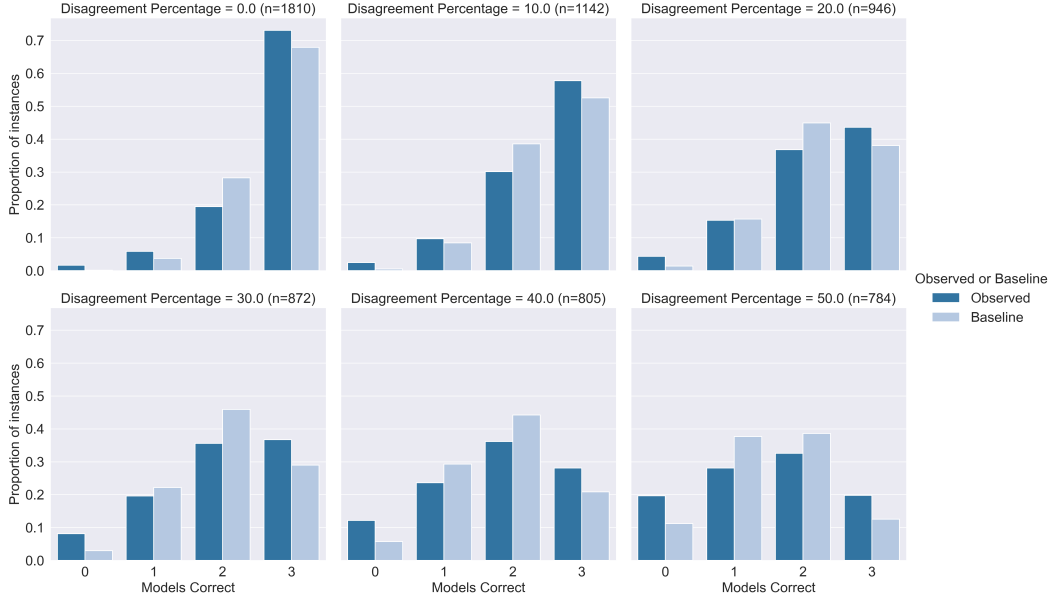 Disagreement Percentage = 0.0 (n=1810)
Disagreement Percentage = 10.0 (n=1142)
Disagreement Percentage = 20.0 (n=946)
Proportion of instances
0.7
0.6
0.5
0.4
0.3
0.2
0.1
0.0
Observed or Baseline
Observed
Baseline
Disagreement Percentage = 30.0 (n=872)
Disagreement Percentage = 40.0 (n=805)
Disagreement Percentage = 50.0 (n=784)
Proportion of instances
0.7
0.6
0.5
0.4
0.3
0.2
0.1
0.0
0 1 2 3
Models Correct
0 1 2 3
Models Correct
0 1 2 3
Models Correct